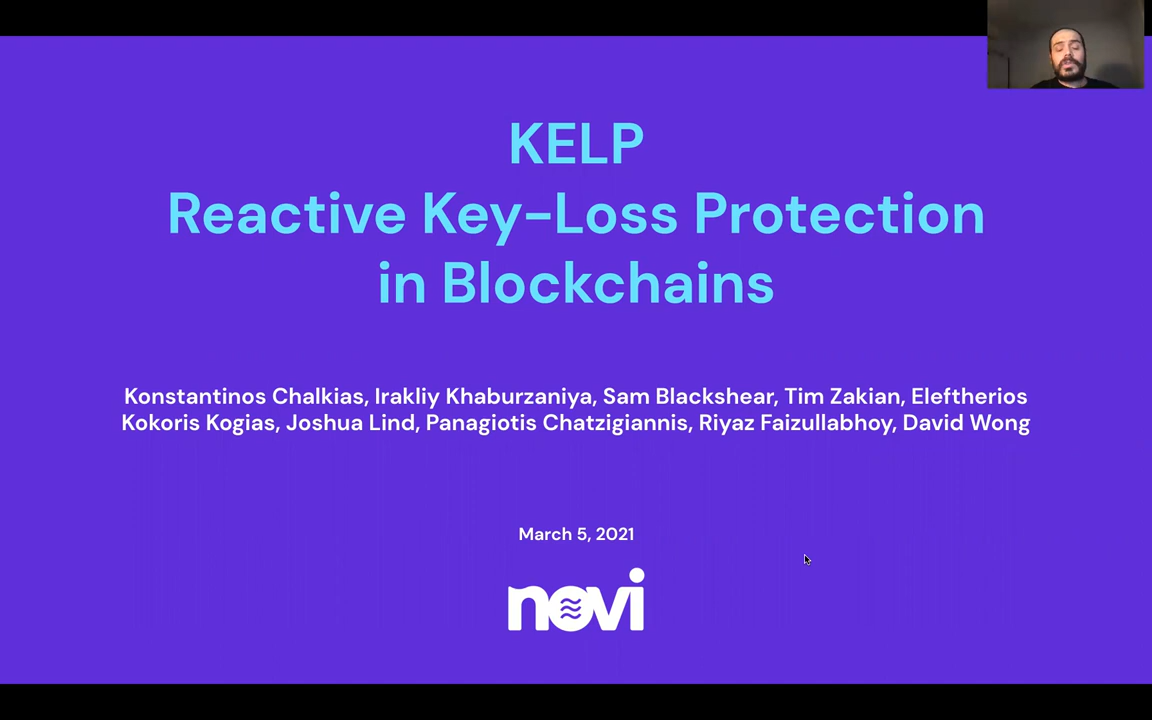 KELP
Reactive Key-Loss Protection
in Blockchains
Konstantinos Chalkias, Irakliy Khaburzaniya, Sam Blackshear, Tim Zakian, Eleftherios
Kokoris Kogias, Joshua Lind, Panagiotis Chatzigiannis, Riyaz Faizullabhoy, David Wong
March 5, 2021
novi